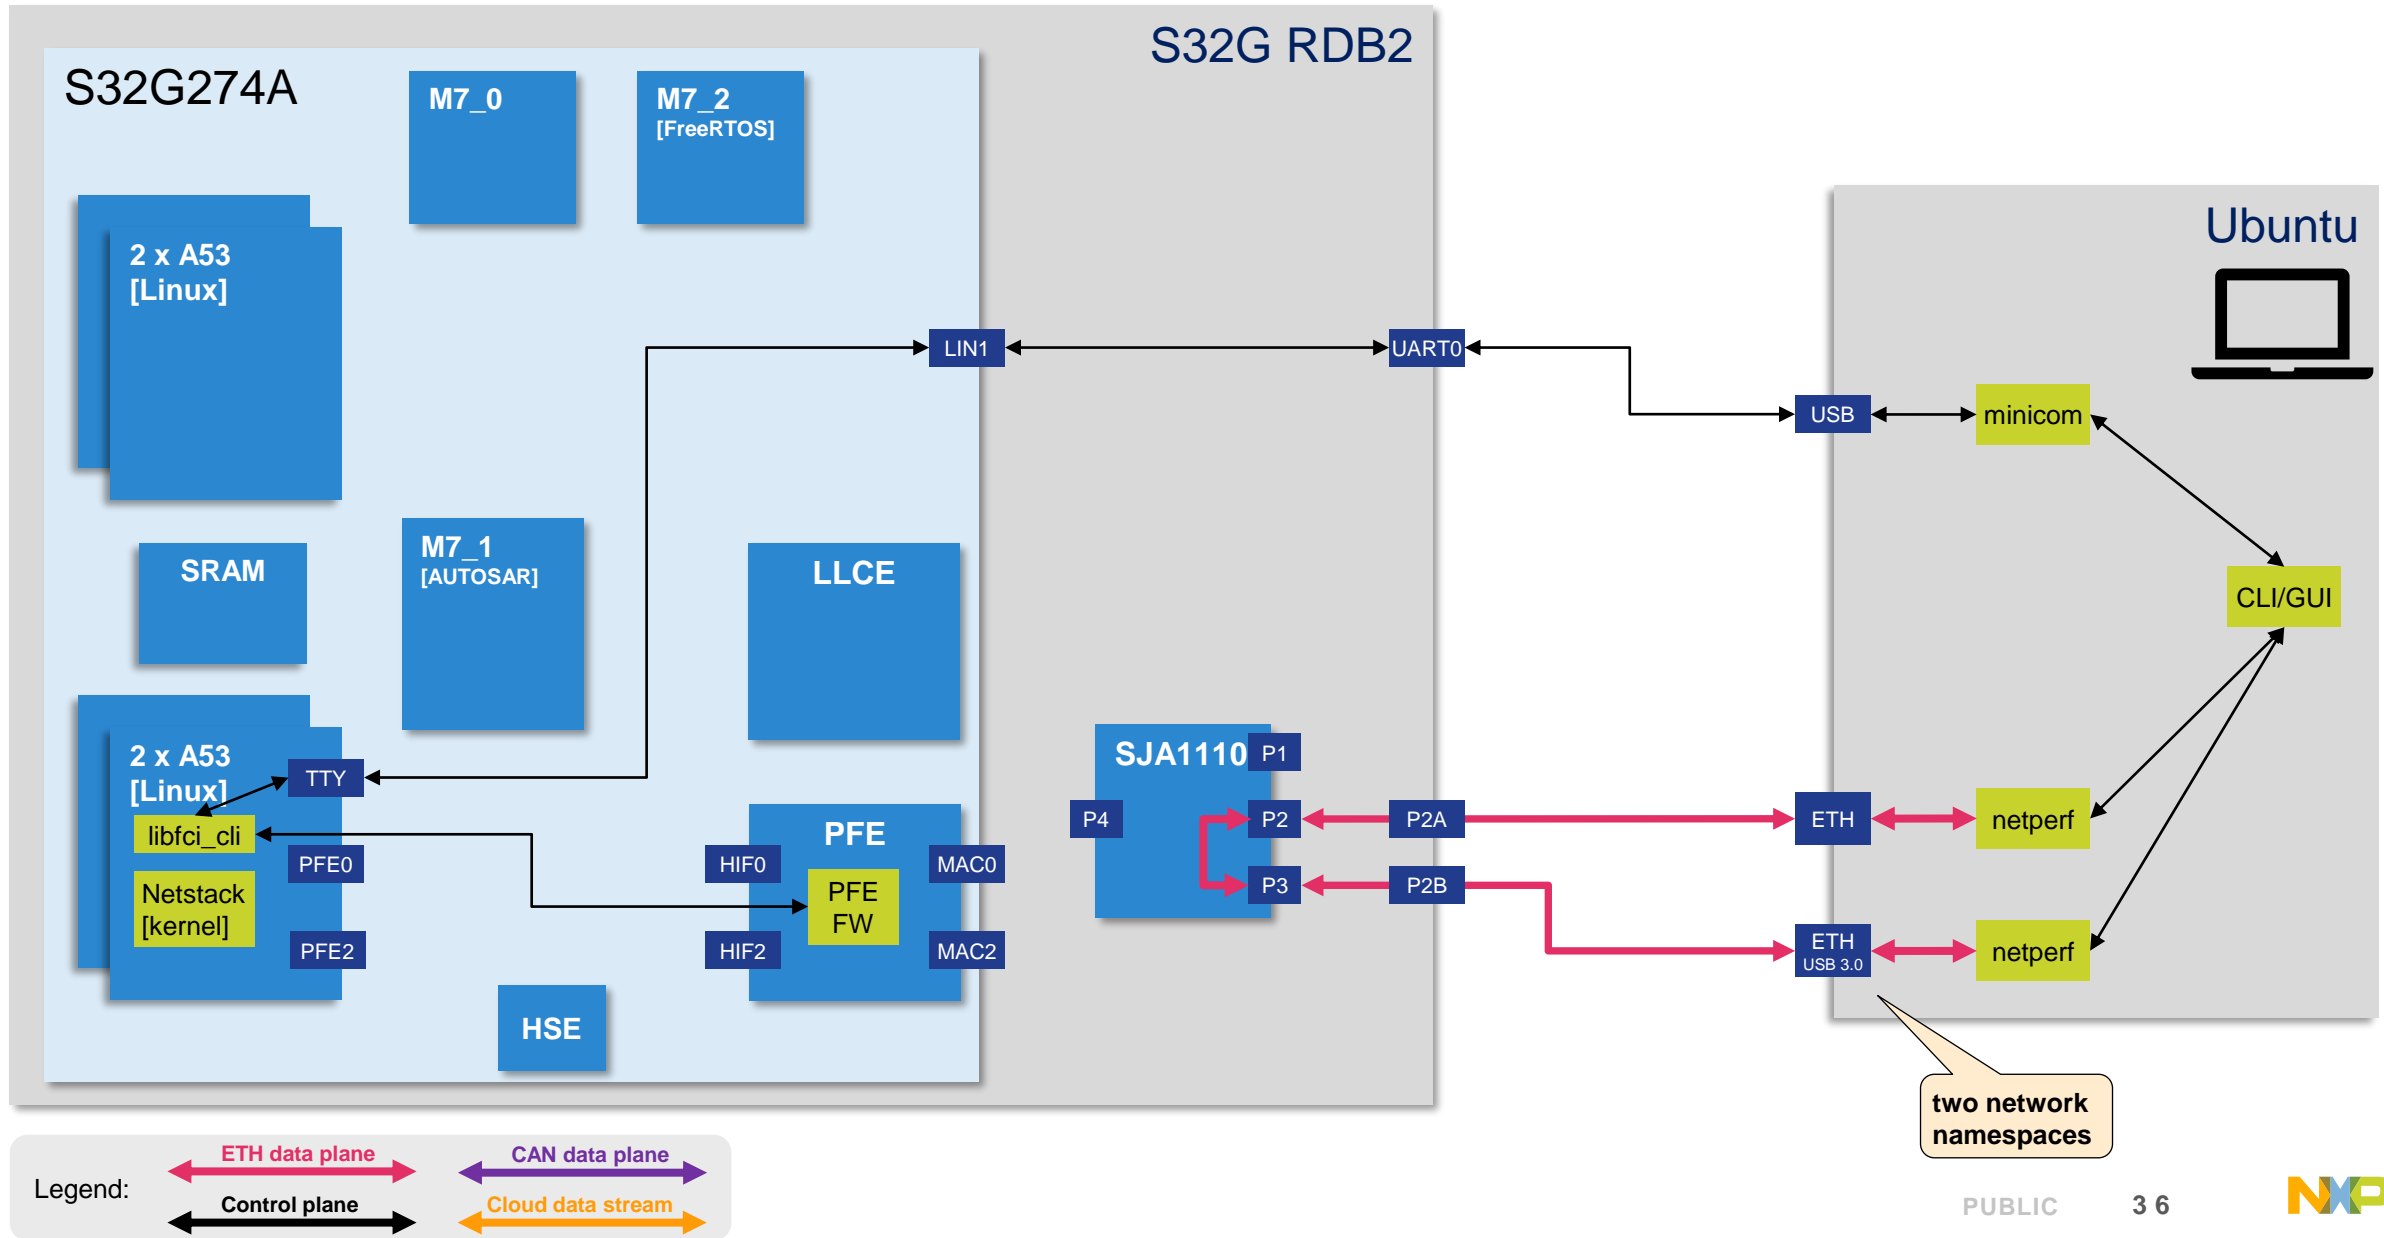 S32G RDB2
S32G274A
M7_0
M7_2
[FreeRTOS]
Ubuntu
2 x A53
[Linux]
LIN1
UART0
USB
minicom
M7_1
[AUTOSAR]
SRAM
LLCE
CLI/GUI
2 x A53
[Linux]
TTY
libfci_cli
PFE0
Netstack
[kernel]
PFE2
PFE
HIF0
MAC0
PFE
FW
HIF2
MAC2
HSE
SJA1110
P1
P4
P2
P2A
P3
P2B
ETH
netperf
ETH
USB 3.0
netperf
two network
namespaces
Legend:
ETH data plane
CAN data plane
Control plane
Cloud data stream
PUBLIC
36
NXP